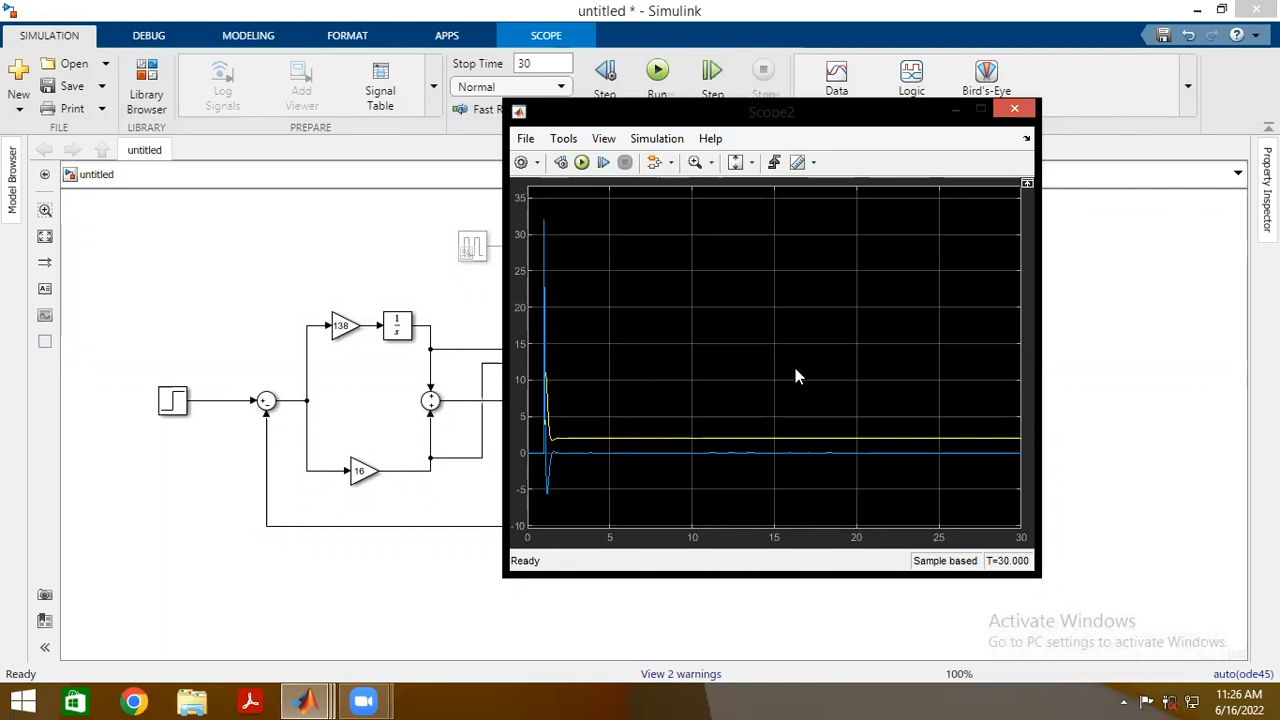 untitled * - Simulink
SIMULATION DEBUG MODELING FORMAT APPS SCOPE
New
Open
Save
Print
FILE
Library
Browser
LIBRARY
Log
Signals
Add
Viewer
Signal
Table
PREPARE
Stop Time 30
Normal
Fast R
Step
Run
Step
Stop
Data
Logic
Bird's-Eye
untitled
untitled
Model Browser
Property Inspector
138
1
s
16
Scope2
File Tools View Simulation Help
35
30
25
20
15
10
5
0
-5
-10
0 5 10 15 20 25 30
Ready Sample based T=30.000
Activate Windows
Go to PC settings to activate Windows.
Ready View 2 warnings 100% auto(ode45)
11:26 AM
6/16/2022